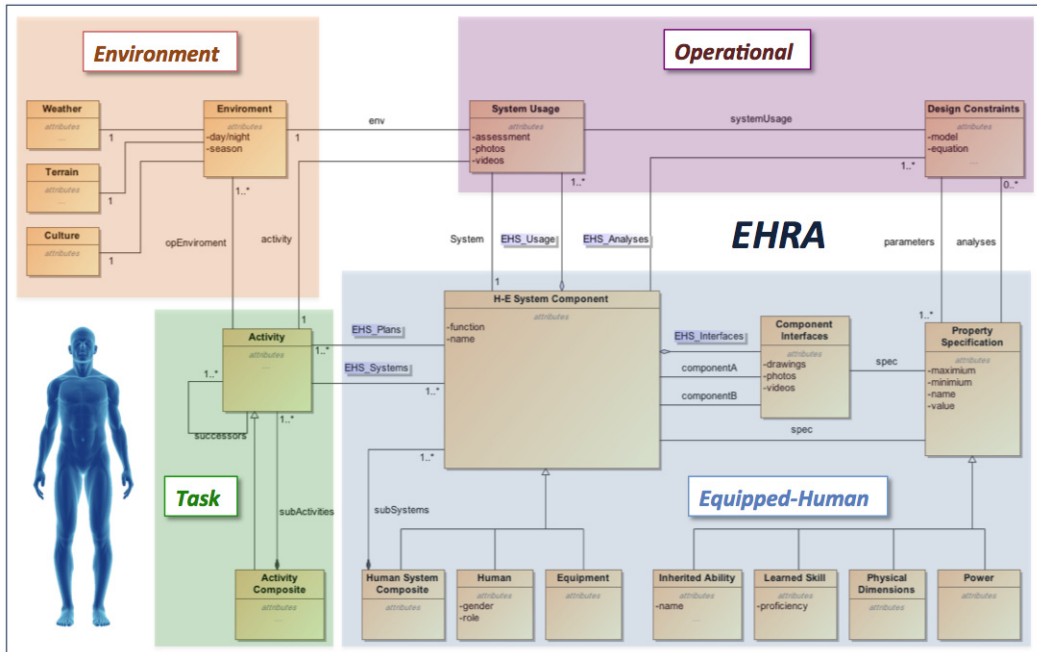 Environment
Operational
Weather
attributes
...
1
Enviroment
attributes
-day/night
-season
1
env
System Usage
attributes
-assessment
-photos
-videos
systemUsage
Design Constraints
attributes
-model
-equation
...
Terrain
attributes
...
1
Culture
attributes
1
1..*
1..*
1..*
0..*
opEnviroment
activity
System
EHS_Usage
EHS_Analyses
EHRA
parameters
analyses
1
1
1..*
H-E System Component
attributes
-function
-name
Activity
attributes
...
EHS_Plans
1..*
EHS_Systems
1..*
1..*
successors
1..*
EHS_Interfaces
componentA
componentB
Component
Interfaces
attributes
-drawings
-photos
-videos
spec
Property
Specification
attributes
-maximium
-minimium
-name
-value
spec
1..*
Task
subActivities
subSystems
Equipped-Human
Activity
Composite
attributes
...
Human System
Composite
attributes
Human
attributes
-gender
-role
Equipment
attributes
Inherited Ability
attributes
-name
...
Learned Skill
attributes
-proficiency
Physical
Dimensions
attributes
Power
attributes